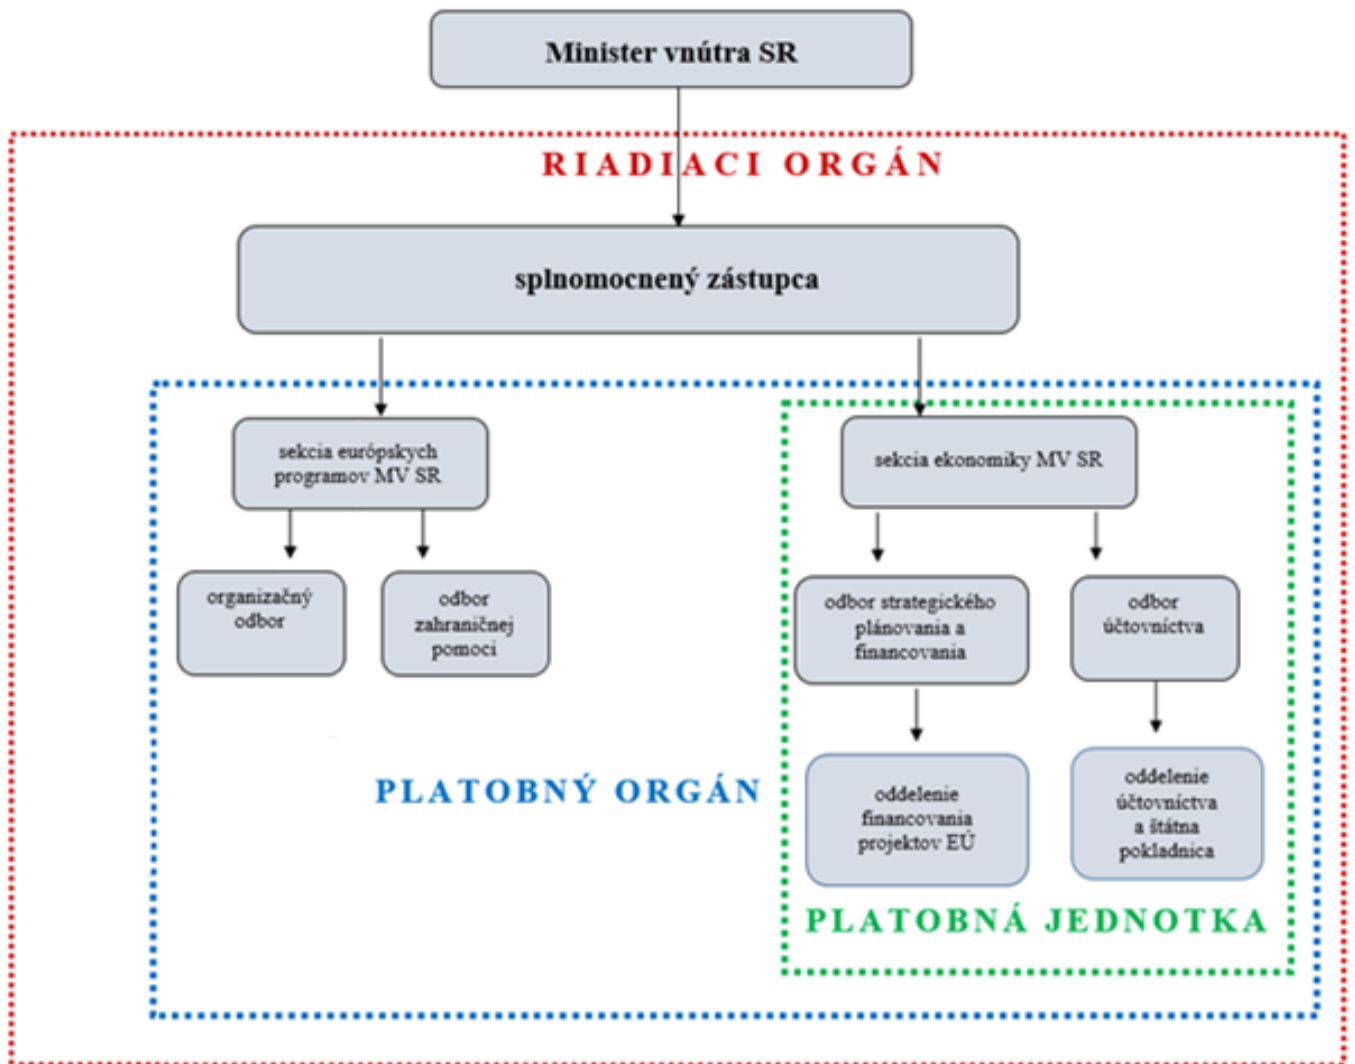 Minister vnútra SR
RIADIACI ORGÁN
splnomocnený zástupca
sekcia európskych
programov MV SR
sekcia ekonomiky MV SR
organizačný
odbor
odbor
zahraničnej
pomoci
odbor strategického
plánovania a
financovania
odbor
účtovníctva
PLATOBNÝ ORGÁN
oddelenie
financovania
projektov EÚ
oddelenie
účtovníctva
a štátna
pokladnica
PLATOBNÁ JEDNOTKA